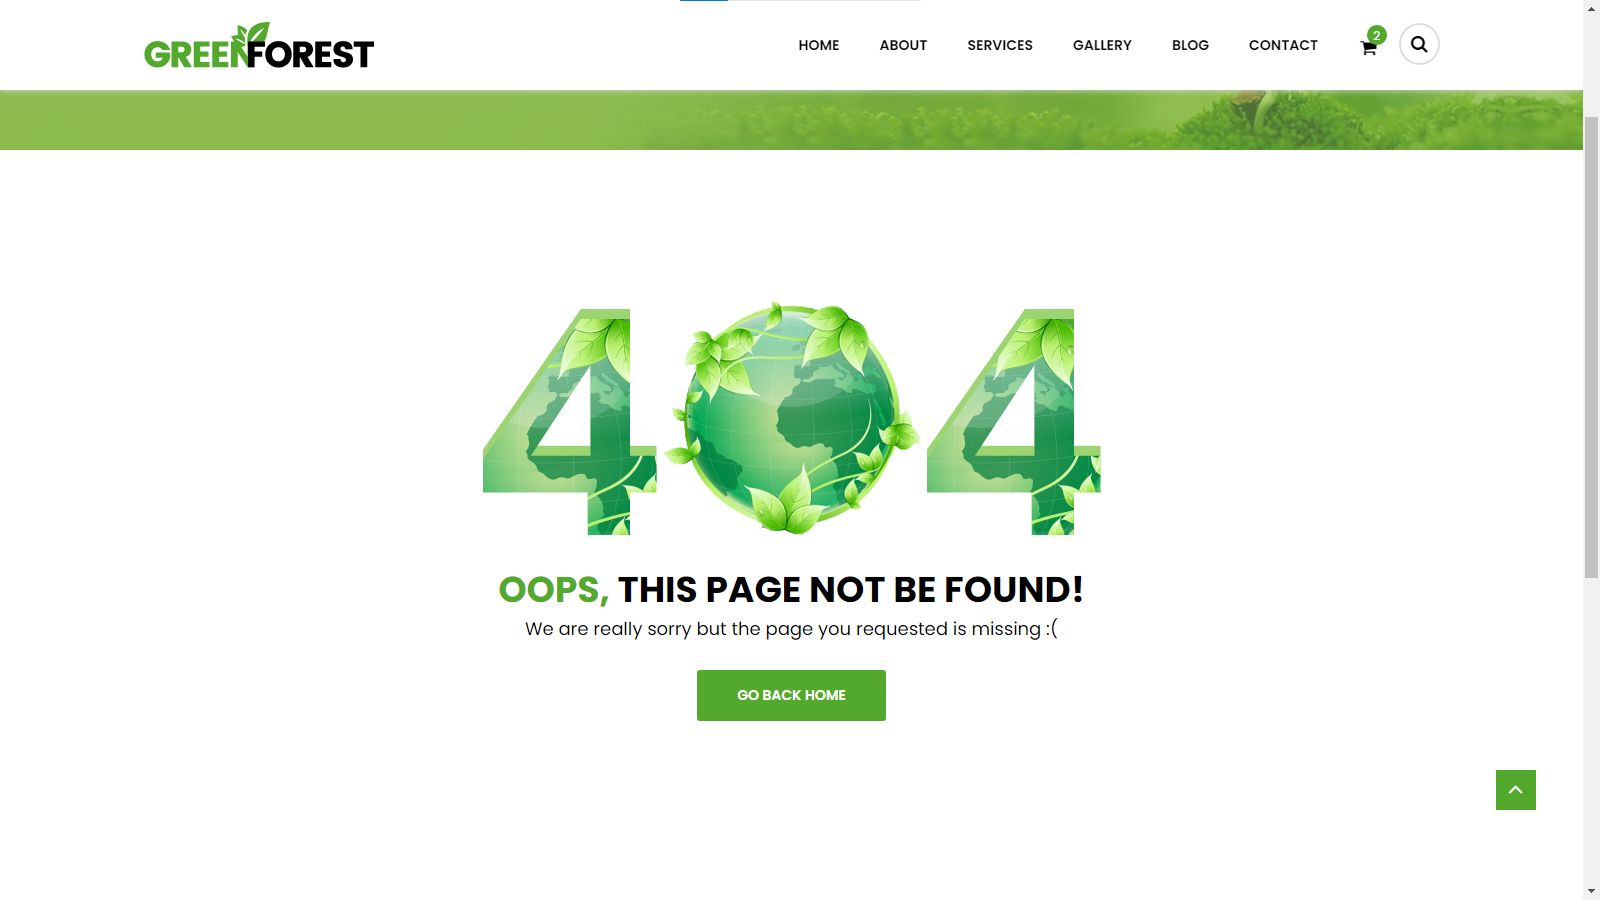 GREENFOREST
HOME ABOUT SERVICES GALLERY BLOG CONTACT 2
404
OOPS, THIS PAGE NOT BE FOUND!
We are really sorry but the page you requested is missing :(
GO BACK HOME